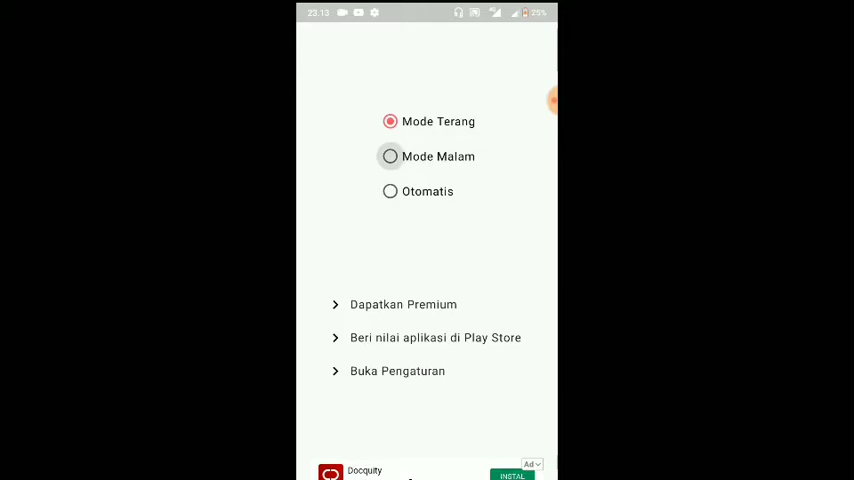 23.13
25%
Mode Terang
Mode Malam
Otomatis
Dapatkan Premium
Beri nilai aplikasi di Play Store
Buka Pengaturan
Ad
Docquity
INSTAL